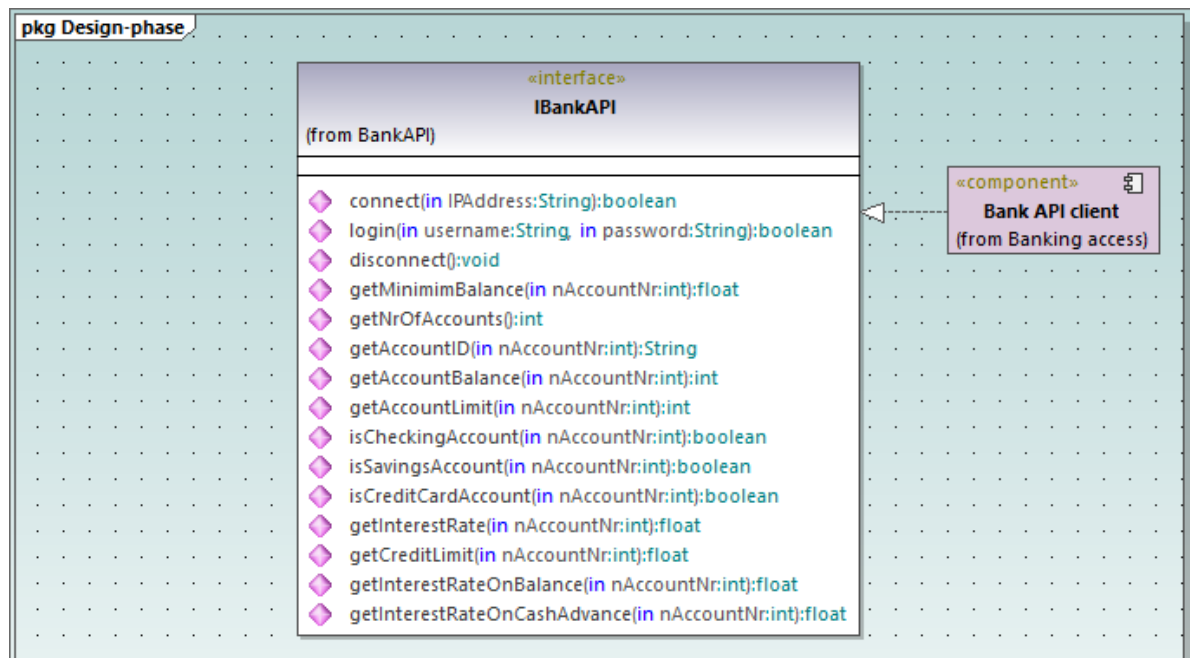 pkg Design-phase
«interface»
IBankAPI
(from BankAPI)
connect(in IPAddress:String):boolean
login(in username:String, in password:String):boolean
disconnect():void
getMinimimBalance(in nAccountNr:int):float
getNrOfAccounts():int
getAccountID(in nAccountNr:int):String
getAccountBalance(in nAccountNr:int):int
getAccountLimit(in nAccountNr:int):int
isCheckingAccount(in nAccountNr:int):boolean
isSavingsAccount(in nAccountNr:int):boolean
isCreditCardAccount(in nAccountNr:int):boolean
getInterestRate(in nAccountNr:int):float
getCreditLimit(in nAccountNr:int):float
getInterestRateOnBalance(in nAccountNr:int):float
getInterestRateOnCashAdvance(in nAccountNr:int):float
«component»
Bank API client
(from Banking access)